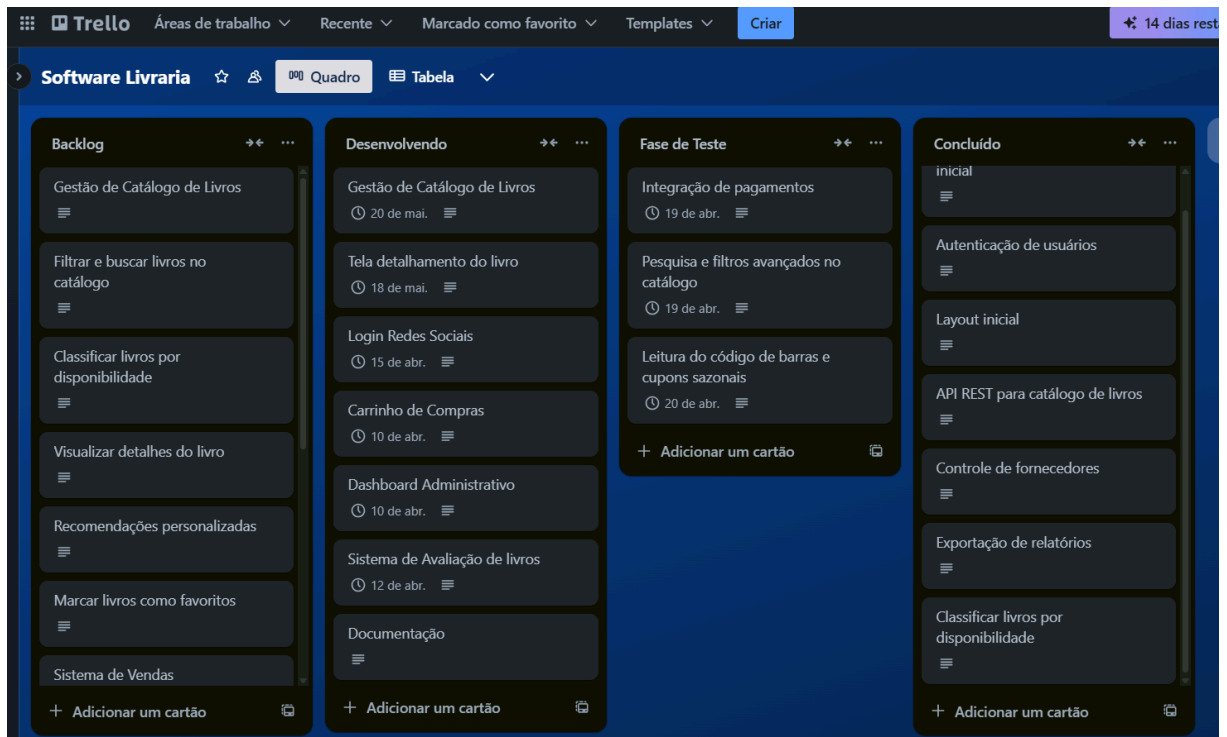 Trello
Áreas de trabalho
Recente
Marcado como favorito
Templates
Criar
14 dias
Software Livraria
Quadro
Tabela
Backlog
Gestão de Catálogo de Livros
Filtrar e buscar livros no
catálogo
Classificar livros por
disponibilidade
Visualizar detalhes do livro
Recomendações personalizadas
Marcar livros como favoritos
Sistema de Vendas
+ Adicionar um cartão
Desenvolvendo
Gestão de Catálogo de Livros
20 de mai.
Tela detalhamento do livro
18 de mai.
Login Redes Sociais
15 de abr.
Carrinho de Compras
10 de abr.
Dashboard Administrativo
10 de abr.
Sistema de Avaliação de livros
12 de abr.
Documentação
+ Adicionar um cartão
Fase de Teste
Integração de pagamentos
19 de abr.
Pesquisa e filtros avançados no
catálogo
19 de abr.
Leitura do código de barras e
cupons sazonais
20 de abr.
+ Adicionar um cartão
Concluído
inicial
Autenticação de usuários
Layout inicial
API REST para catálogo de livros
Controle de fornecedores
Exportação de relatórios
Classificar livros por
disponibilidade
+ Adicionar um cartão